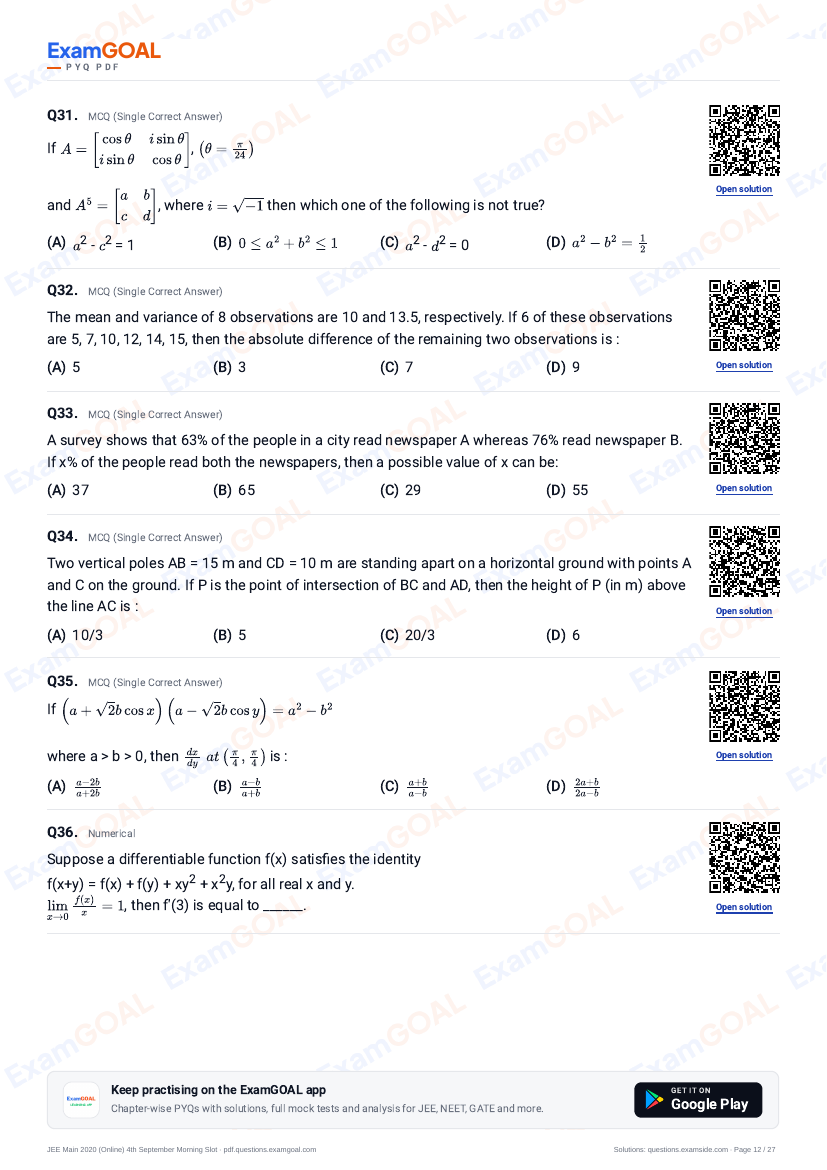 ExamGOAL
PYQ PDF
Q31. MCQ (Single Correct Answer)
If A = [cos θ i sin θ; i sin θ cos θ], (θ = π/24)
and A⁵ = [a b; c d], where i = √−1 then which one of the following is not true?
(A) a² - c² = 1 (B) 0 ≤ a² + b² ≤ 1 (C) a² - d² = 0 (D) a² − b² = 1/2
Open solution
Q32. MCQ (Single Correct Answer)
The mean and variance of 8 observations are 10 and 13.5, respectively. If 6 of these observations
are 5, 7, 10, 12, 14, 15, then the absolute difference of the remaining two observations is :
(A) 5 (B) 3 (C) 7 (D) 9
Open solution
Q33. MCQ (Single Correct Answer)
A survey shows that 63% of the people in a city read newspaper A whereas 76% read newspaper B.
If x% of the people read both the newspapers, then a possible value of x can be:
(A) 37 (B) 65 (C) 29 (D) 55
Open solution
Q34. MCQ (Single Correct Answer)
Two vertical poles AB = 15 m and CD = 10 m are standing apart on a horizontal ground with points A
and C on the ground. If P is the point of intersection of BC and AD, then the height of P (in m) above
the line AC is :
(A) 10/3 (B) 5 (C) 20/3 (D) 6
Open solution
Q35. MCQ (Single Correct Answer)
If (a + √2b cos x) (a − √2b cos y) = a² − b²
where a > b > 0, then dx/dy at (π/4, π/4) is :
(A) a−2b/a+2b (B) a−b/a+b (C) a+b/a−b (D) 2a+b/2a−b
Open solution
Q36. Numerical
Suppose a differentiable function f(x) satisfies the identity
f(x+y) = f(x) + f(y) + xy² + x²y, for all real x and y.
lim x→0 f(x)/x = 1, then f'(3) is equal to ______.
Open solution
Keep practising on the ExamGOAL app
Chapter-wise PYQs with solutions, full mock tests and analysis for JEE, NEET, GATE and more.
GET IT ON
Google Play
JEE Main 2020 (Online) 4th September Morning Slot · pdf.questions.examgoal.com
Solutions: questions.examside.com · Page 12 / 27